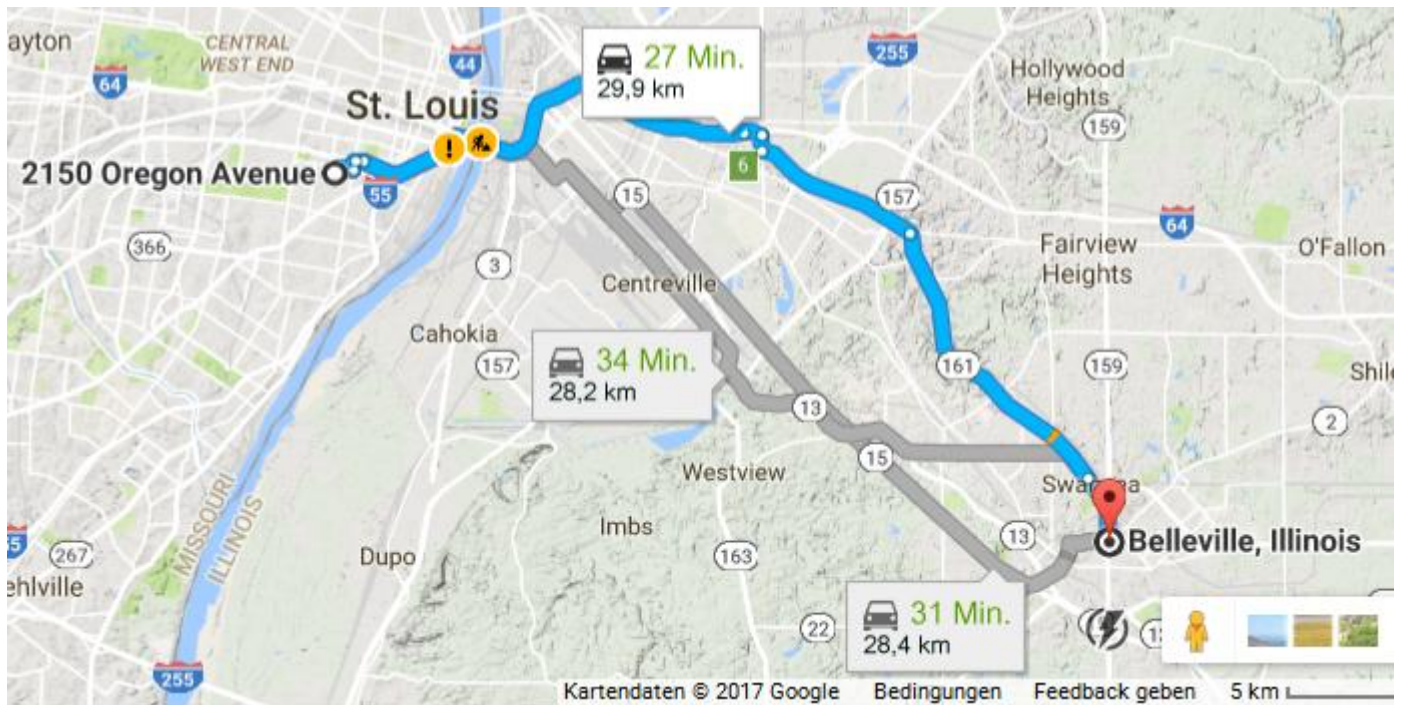 ayton
CENTRAL
WEST END
64
44
27 Min.
29,9 km
255
Hollywood
Heights
159
St. Louis
2150 Oregon Avenue
55
6
15
157
64
366
3
Fairview
Heights
O'Fallon
Centreville
Cahokia
157
34 Min.
28,2 km
161
159
13
2
15
Westview
MISSOURI
ILLINOIS
Imbs
13
Belleville, Illinois
267
Dupo
163
ehlville
22
31 Min.
28,4 km
255
Kartendaten © 2017 Google Bedingungen Feedback geben 5 km